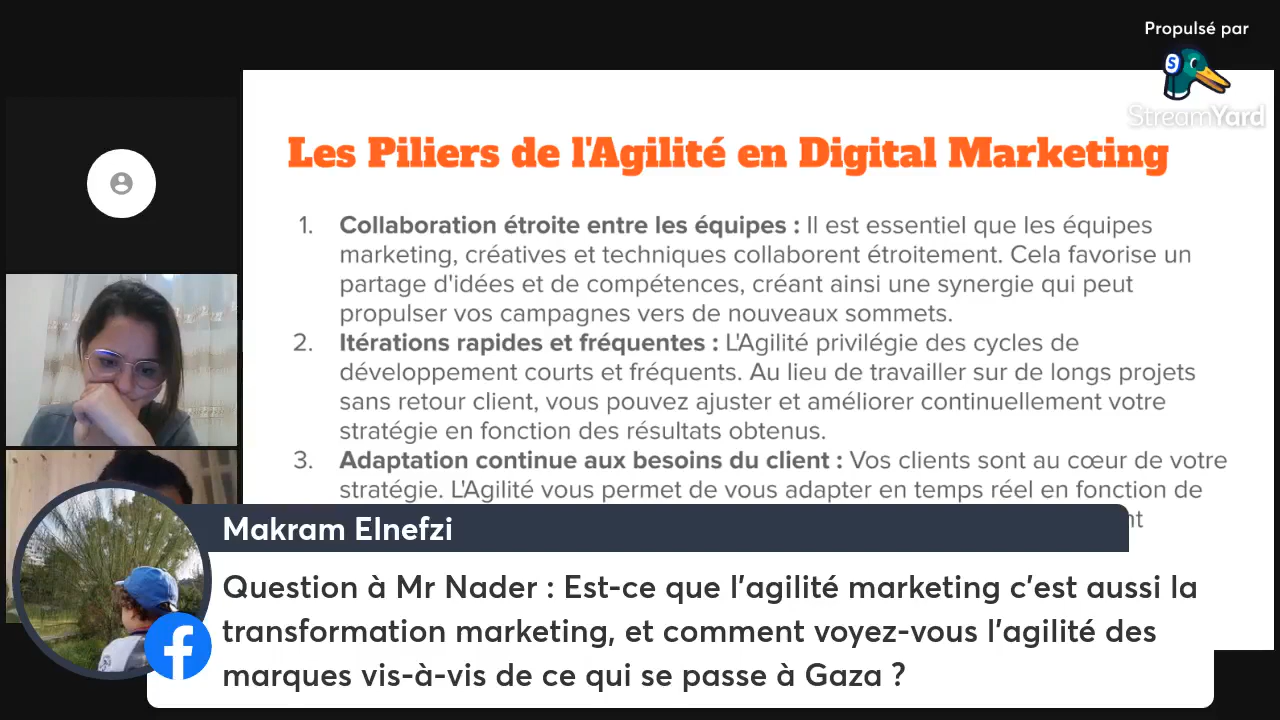 Propulsé par
S
StreamYard
Les Piliers de l'Agilité en Digital Marketing
1. Collaboration étroite entre les équipes : Il est essentiel que les équipes
marketing, créatives et techniques collaborent étroitement. Cela favorise un
partage d'idées et de compétences, créant ainsi une synergie qui peut
propulser vos campagnes vers de nouveaux sommets.
2. Itérations rapides et fréquentes : L'Agilité privilégie des cycles de
développement courts et fréquents. Au lieu de travailler sur de longs projets
sans retour client, vous pouvez ajuster et améliorer continuellement votre
stratégie en fonction des résultats obtenus.
3. Adaptation continue aux besoins du client : Vos clients sont au cœur de votre
stratégie. L'Agilité vous permet de vous adapter en temps réel en fonction de
Makram Elnefzi
Question à Mr Nader : Est-ce que l'agilité marketing c'est aussi la
transformation marketing, et comment voyez-vous l'agilité des
marques vis-à-vis de ce qui se passe à Gaza ?